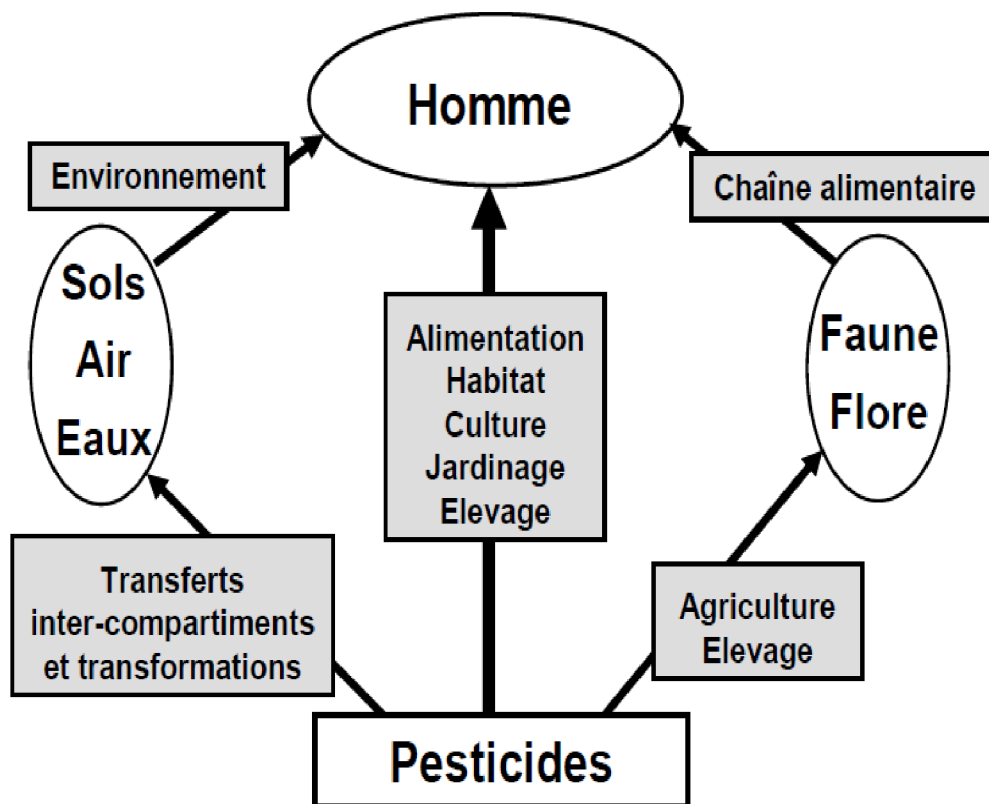 Homme
Environnement
Chaîne alimentaire
Sols
Air
Eaux
Alimentation
Habitat
Culture
Jardinage
Elevage
Faune
Flore
Transferts
inter-compartiments
et transformations
Agriculture
Elevage
Pesticides